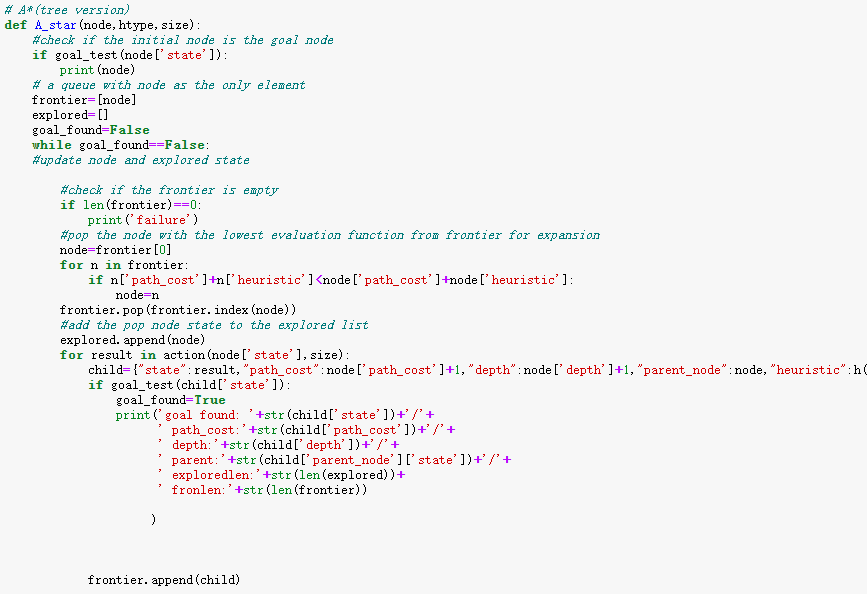 # A*(tree version)
def A_star(node,htype,size):
    #check if the initial node is the goal node
    if goal_test(node['state']):
        print(node)
    # a queue with node as the only element
    frontier=[node]
    explored=[]
    goal_found=False
    while goal_found==False:
    #update node and explored state
        #check if the frontier is empty
        if len(frontier)==0:
            print('failure')
        #pop the node with the lowest evaluation function from frontier for expansion
        node=frontier[0]
        for n in frontier:
            if n['path_cost']+n['heuristic']<node['path_cost']+node['heuristic']:
                node=n
        frontier.pop(frontier.index(node))
        #add the pop node state to the explored list
        explored.append(node)
        for result in action(node['state'],size):
            child={"state":result,"path_cost":node['path_cost']+1,"depth":node['depth']+1,"parent_node":node,"heuristic":h(
            if goal_test(child['state']):
                goal_found=True
                print('goal found: '+str(child['state'])+'/'+
                      ' path_cost:'+str(child['path_cost'])+'/'+
                      ' depth:'+str(child['depth'])+'/'+
                      ' parent:'+str(child['parent_node']['state'])+'/'+
                      ' exploredlen:'+str(len(explored))+
                      ' fronlen:'+str(len(frontier))
                     )
            frontier.append(child)